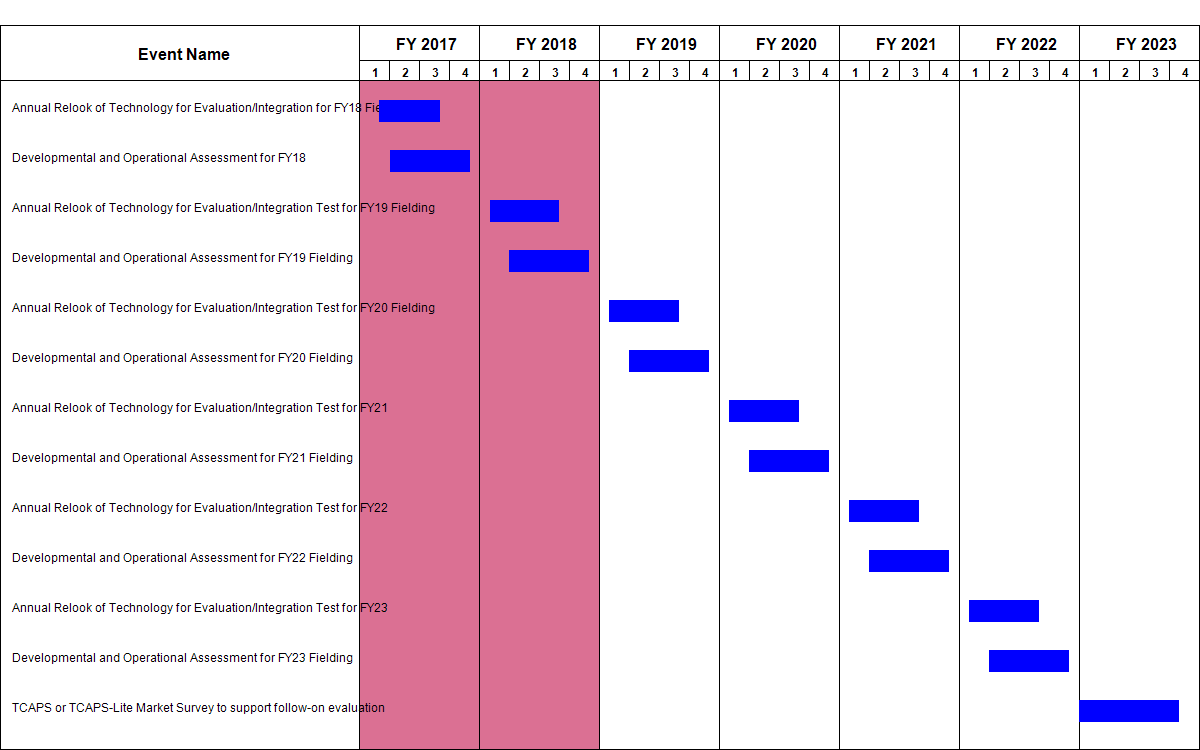 Event Name
FY 2017 FY 2018 FY 2019 FY 2020 FY 2021 FY 2022 FY 2023
1 2 3 4 1 2 3 4 1 2 3 4 1 2 3 4 1 2 3 4 1 2 3 4 1 2 3 4
Annual Relook of Technology for Evaluation/Integration for FY18
Developmental and Operational Assessment for FY18
Annual Relook of Technology for Evaluation/Integration Test for FY19 Fielding
Developmental and Operational Assessment for FY19 Fielding
Annual Relook of Technology for Evaluation/Integration Test for FY20 Fielding
Developmental and Operational Assessment for FY20 Fielding
Annual Relook of Technology for Evaluation/Integration Test for FY21
Developmental and Operational Assessment for FY21 Fielding
Annual Relook of Technology for Evaluation/Integration Test for FY22
Developmental and Operational Assessment for FY22 Fielding
Annual Relook of Technology for Evaluation/Integration Test for FY23
Developmental and Operational Assessment for FY23 Fielding
TCAPS or TCAPS-Lite Market Survey to support follow-on evaluation